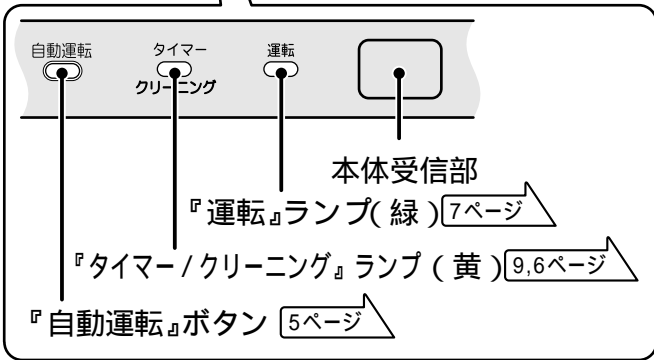 自動運転 タイマー 運転
クリーニング
本体受信部
『運転』ランプ(緑) 7ページ
『タイマー/クリーニング』ランプ(黄) 9,6ページ
『自動運転』ボタン 5ページ